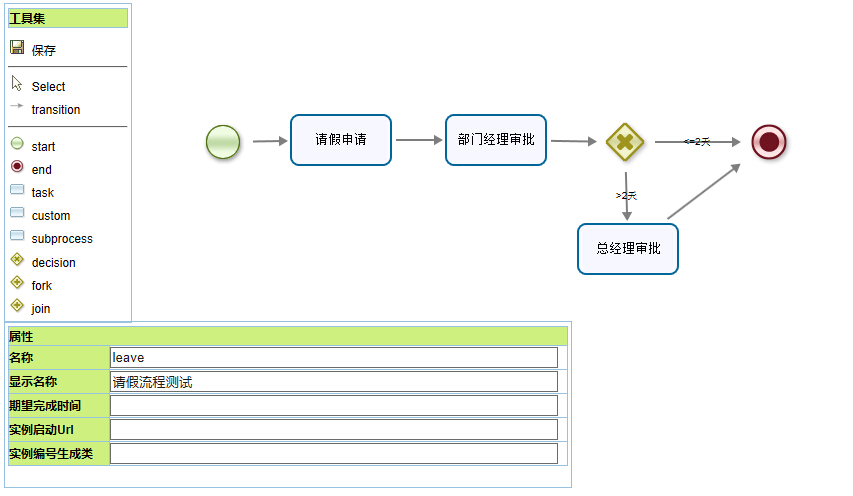 工具集
保存
Select
transition
start
end
task
custom
subprocess
decision
fork
join
请假申请
部门经理审批
<=2天
>2天
总经理审批
属性
名称 leave
显示名称 请假流程测试
期望完成时间
实例启动Url
实例编号生成类